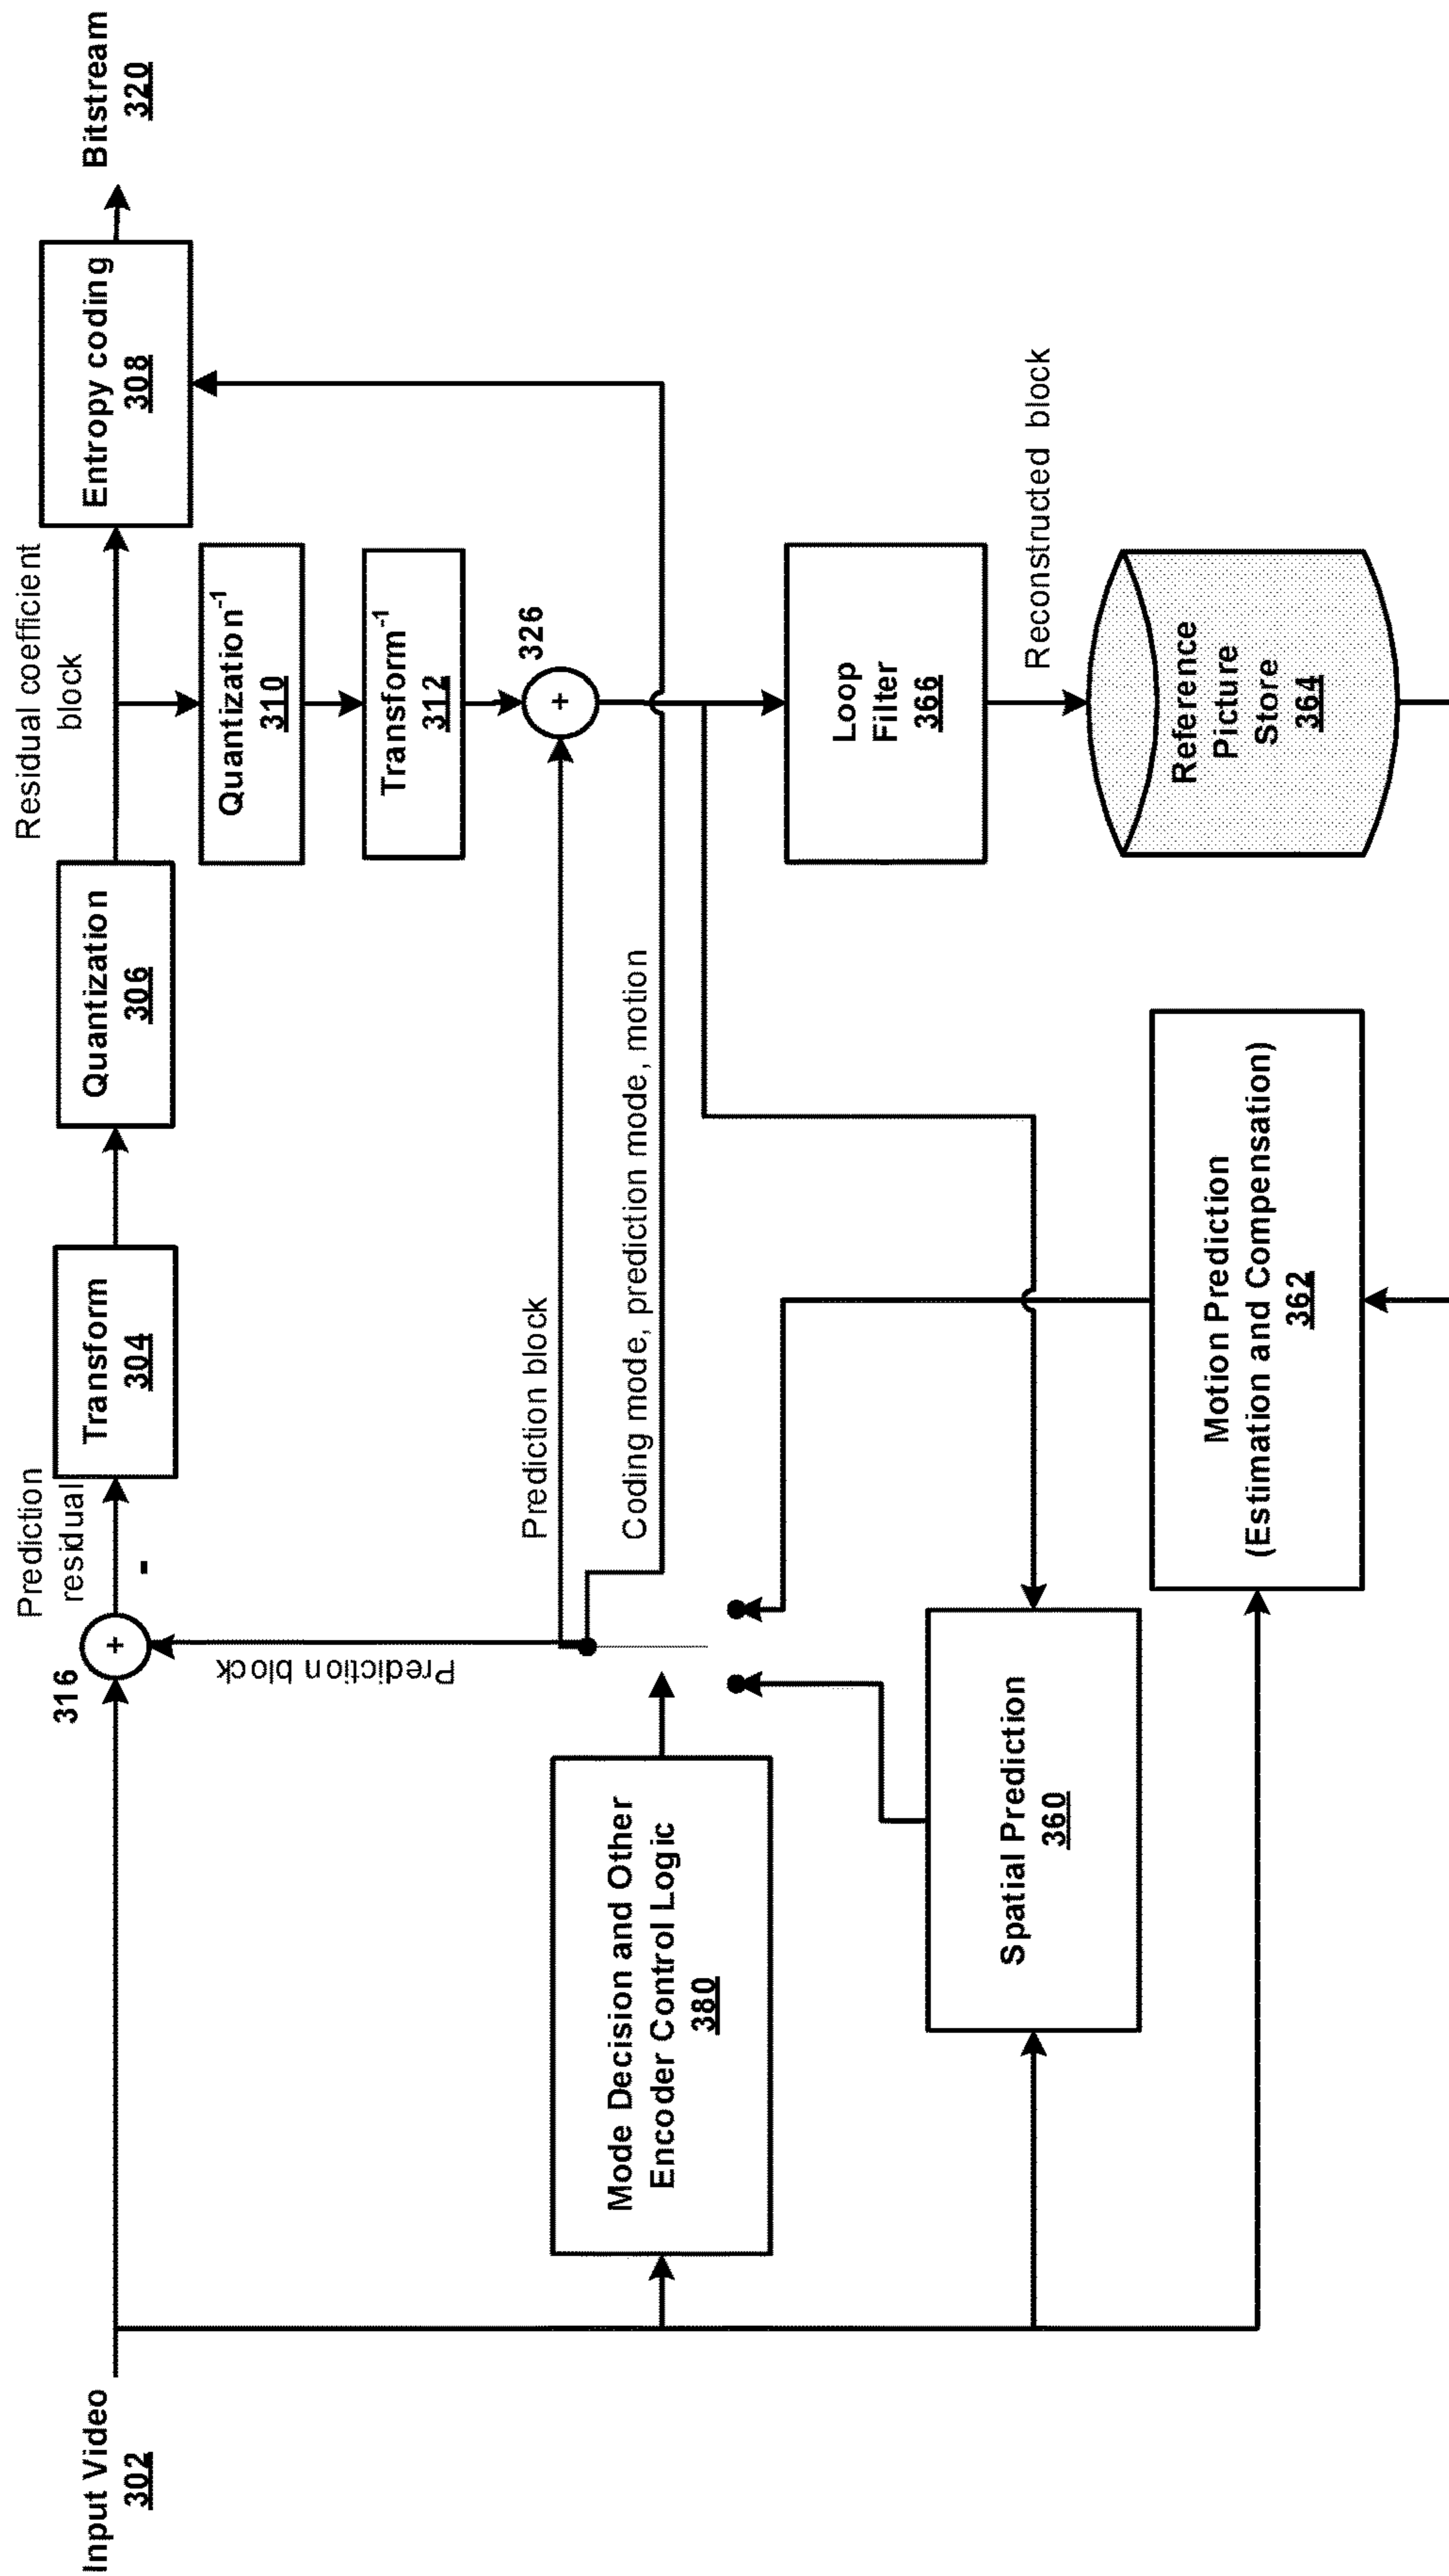 Input Video
302
316
+
-
Prediction
residual
Transform
304
Quantization
306
Residual coefficient
block
Entropy coding
308
Bitstream
320
Quantization-1
310
Transform-1
312
326
+
Prediction block
Prediction block
Coding mode, prediction mode, motion
Mode Decision and Other
Encoder Control Logic
380
Spatial Prediction
360
Motion Prediction
(Estimation and Compensation)
362
Loop
Filter
366
Reconstructed block
Reference
Picture
Store
364